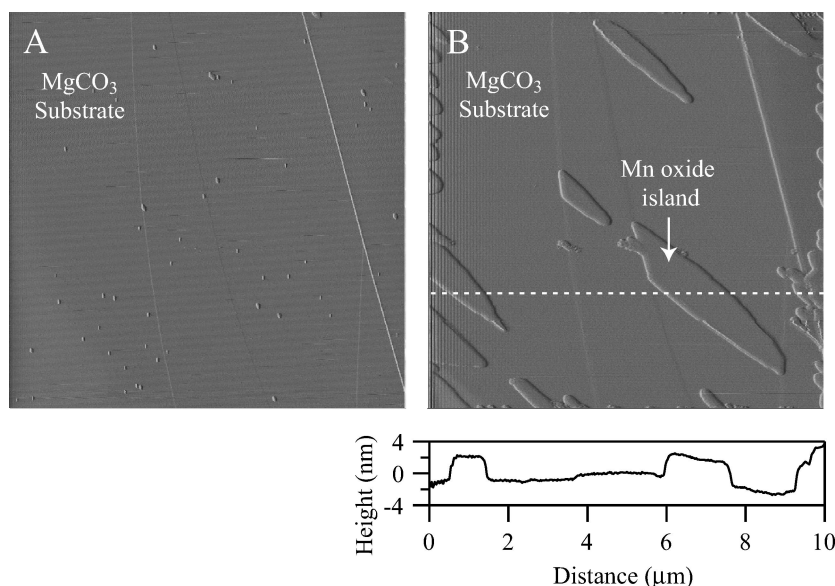 A
MgCO₃
Substrate
B
MgCO₃
Substrate
Mn oxide
island
Height (nm)
4
0
-4
0 2 4 6 8 10
Distance (μm)